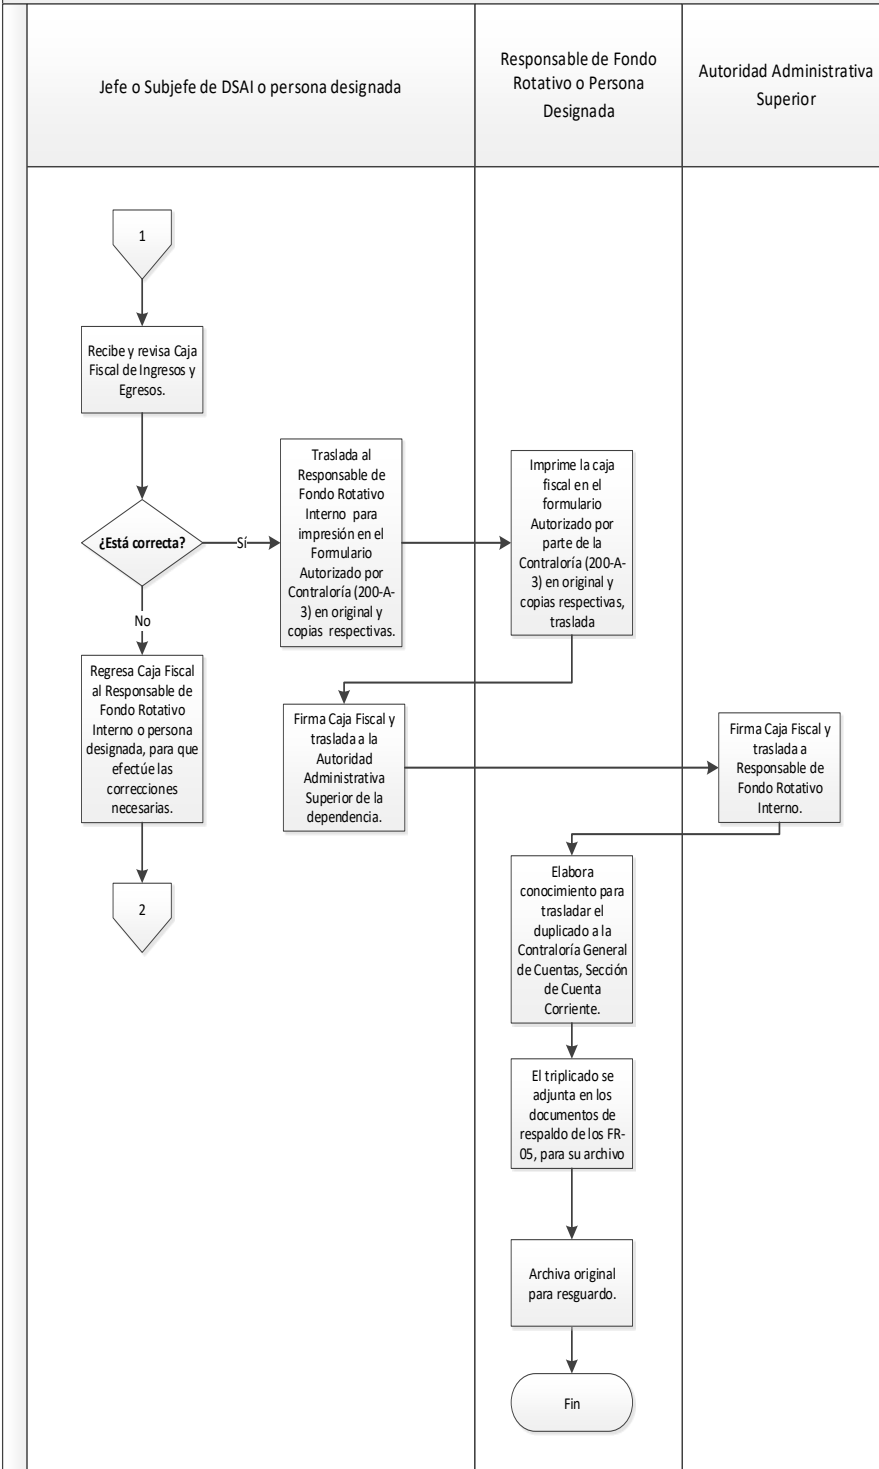 Jefe o Subjefe de DSAI o persona designada
Responsable de Fondo
Rotativo o Persona
Designada
Autoridad Administrativa
Superior
1
Recibe y revisa Caja
Fiscal de Ingresos y
Egresos.
¿Está correcta?
Sí
No
Traslada al
Responsable de
Fondo Rotativo
Interno para
impresión en el
Formulario
Autorizado por
Contraloría (200-A-
3) en original y
copias respectivas.
Imprime la caja
fiscal en el
formulario
Autorizado por
parte de la
Contraloría (200-A-
3) en original y
copias respectivas,
traslada
Regresa Caja Fiscal
al Responsable de
Fondo Rotativo
Interno o persona
designada, para que
efectúe las
correcciones
necesarias.
2
Firma Caja Fiscal y
traslada a la
Autoridad
Administrativa
Superior de la
dependencia.
Firma Caja Fiscal y
traslada a
Responsable de
Fondo Rotativo
Interno.
Elabora
conocimiento para
trasladar el
duplicado a la
Contraloría General
de Cuentas, Sección
de Cuenta
Corriente.
El triplicado se
adjunta en los
documentos de
respaldo de los FR-
05, para su archivo
Archiva original
para resguardo.
Fin